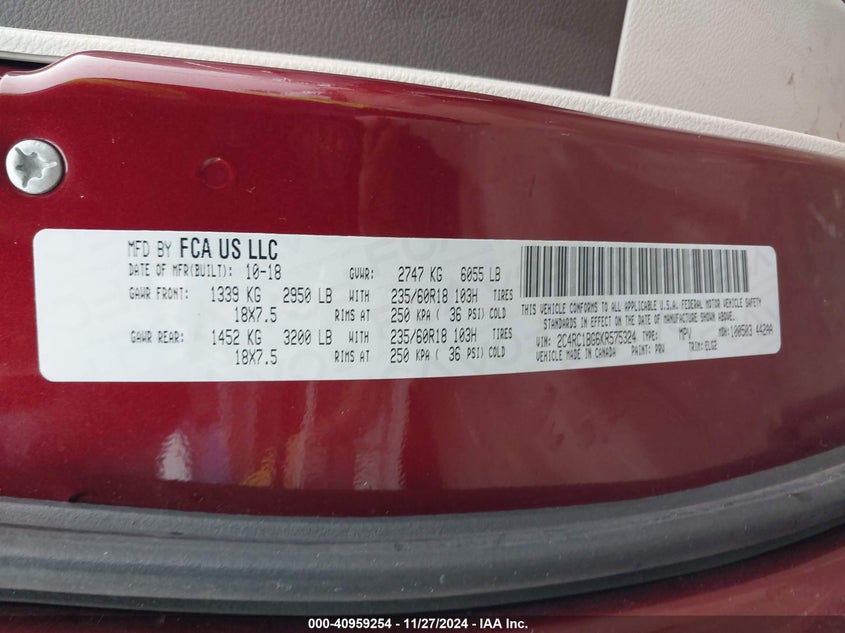 MFD BY FCA US LLC
DATE OF MFR(BUILT): 10-18 GVWR: 2747 KG 6055 LB
GAWR FRONT: 1339 KG 2950 LB WITH 235/60R18 103H TIRES
18X7.5 RIMS AT 250 KPA ( 36 PSI) COLD
GAWR REAR: 1452 KG 3200 LB WITH 235/60R18 103H TIRES
18X7.5 RIMS AT 250 KPA ( 36 PSI) COLD
THIS VEHICLE CONFORMS TO ALL APPLICABLE U.S.A. FEDERAL MOTOR VEHICLE SAFETY
STANDARDS IN EFFECT ON THE DATE OF MANUFACTURE SHOWN ABOVE.
VIN: 2C4RC1BG6KR575324 TYPE: MPV MDH: 100503 442AA
VEHICLE MADE IN CANADA PAINT: PRV TRIM: ELG2
000-40959254 - 11/27/2024 - IAA Inc.